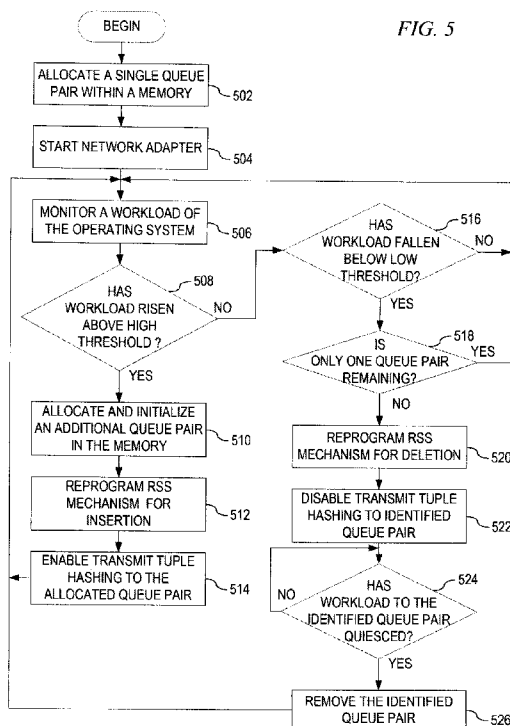 FIG. 5
BEGIN
ALLOCATE A SINGLE QUEUE
PAIR WITHIN A MEMORY
502
START NETWORK ADAPTER
504
MONITOR A WORKLOAD OF
THE OPERATING SYSTEM
506
HAS
WORKLOAD RISEN
ABOVE HIGH
THRESHOLD ?
508
NO
YES
ALLOCATE AND INITIALIZE
AN ADDITIONAL QUEUE PAIR
IN THE MEMORY
510
REPROGRAM RSS
MECHANISM FOR
INSERTION
512
ENABLE TRANSMIT TUPLE
HASHING TO THE
ALLOCATED QUEUE PAIR
514
HAS
WORKLOAD FALLEN
BELOW LOW
THRESHOLD?
516
NO
YES
IS
ONLY ONE QUEUE PAIR
REMAINING?
518
YES
NO
REPROGRAM RSS
MECHANISM FOR DELETION
520
DISABLE TRANSMIT TUPLE
HASHING TO IDENTIFIED
QUEUE PAIR
522
HAS
WORKLOAD TO THE
IDENTIFIED QUEUE PAIR
QUIESCED?
524
NO
YES
REMOVE THE IDENTIFIED
QUEUE PAIR
526